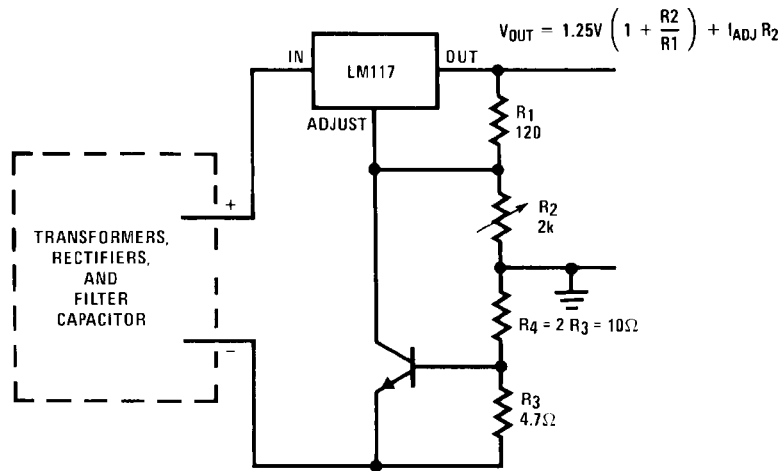 V_OUT = 1.25V (1 + R2/R1) + I_ADJ R₂
IN
LM117
OUT
ADJUST
R₁
120
R₂
2k
+
TRANSFORMERS,
RECTIFIERS,
AND
FILTER
CAPACITOR
−
R₄ = 2 R₃ = 10Ω
R₃
4.7Ω